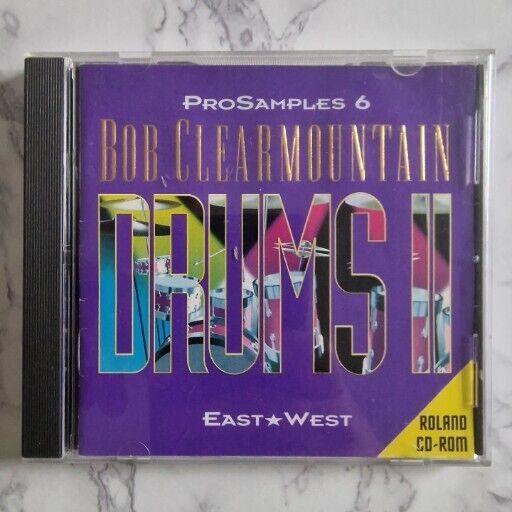 PROSAMPLES 6
BOB CLEARMOUNTAIN
DRUMS II
EAST★WEST
ROLAND
CD-ROM